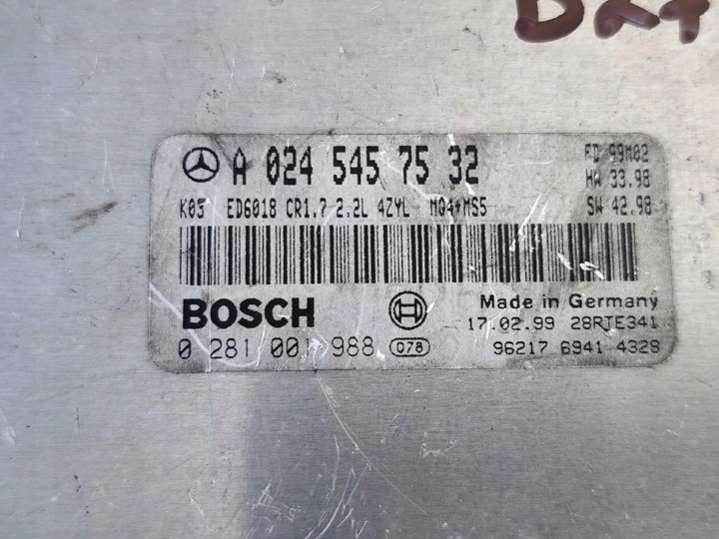 A 024 545 75 32
FD 99M02
HW 33.98
K03 ED6018 CR1.7 2.2L 4ZYL MQ4+MS5
SW 42.98
BOSCH
Made in Germany
17.02.99 28RTE341
0 281 001 988 078
96217 6941 4328